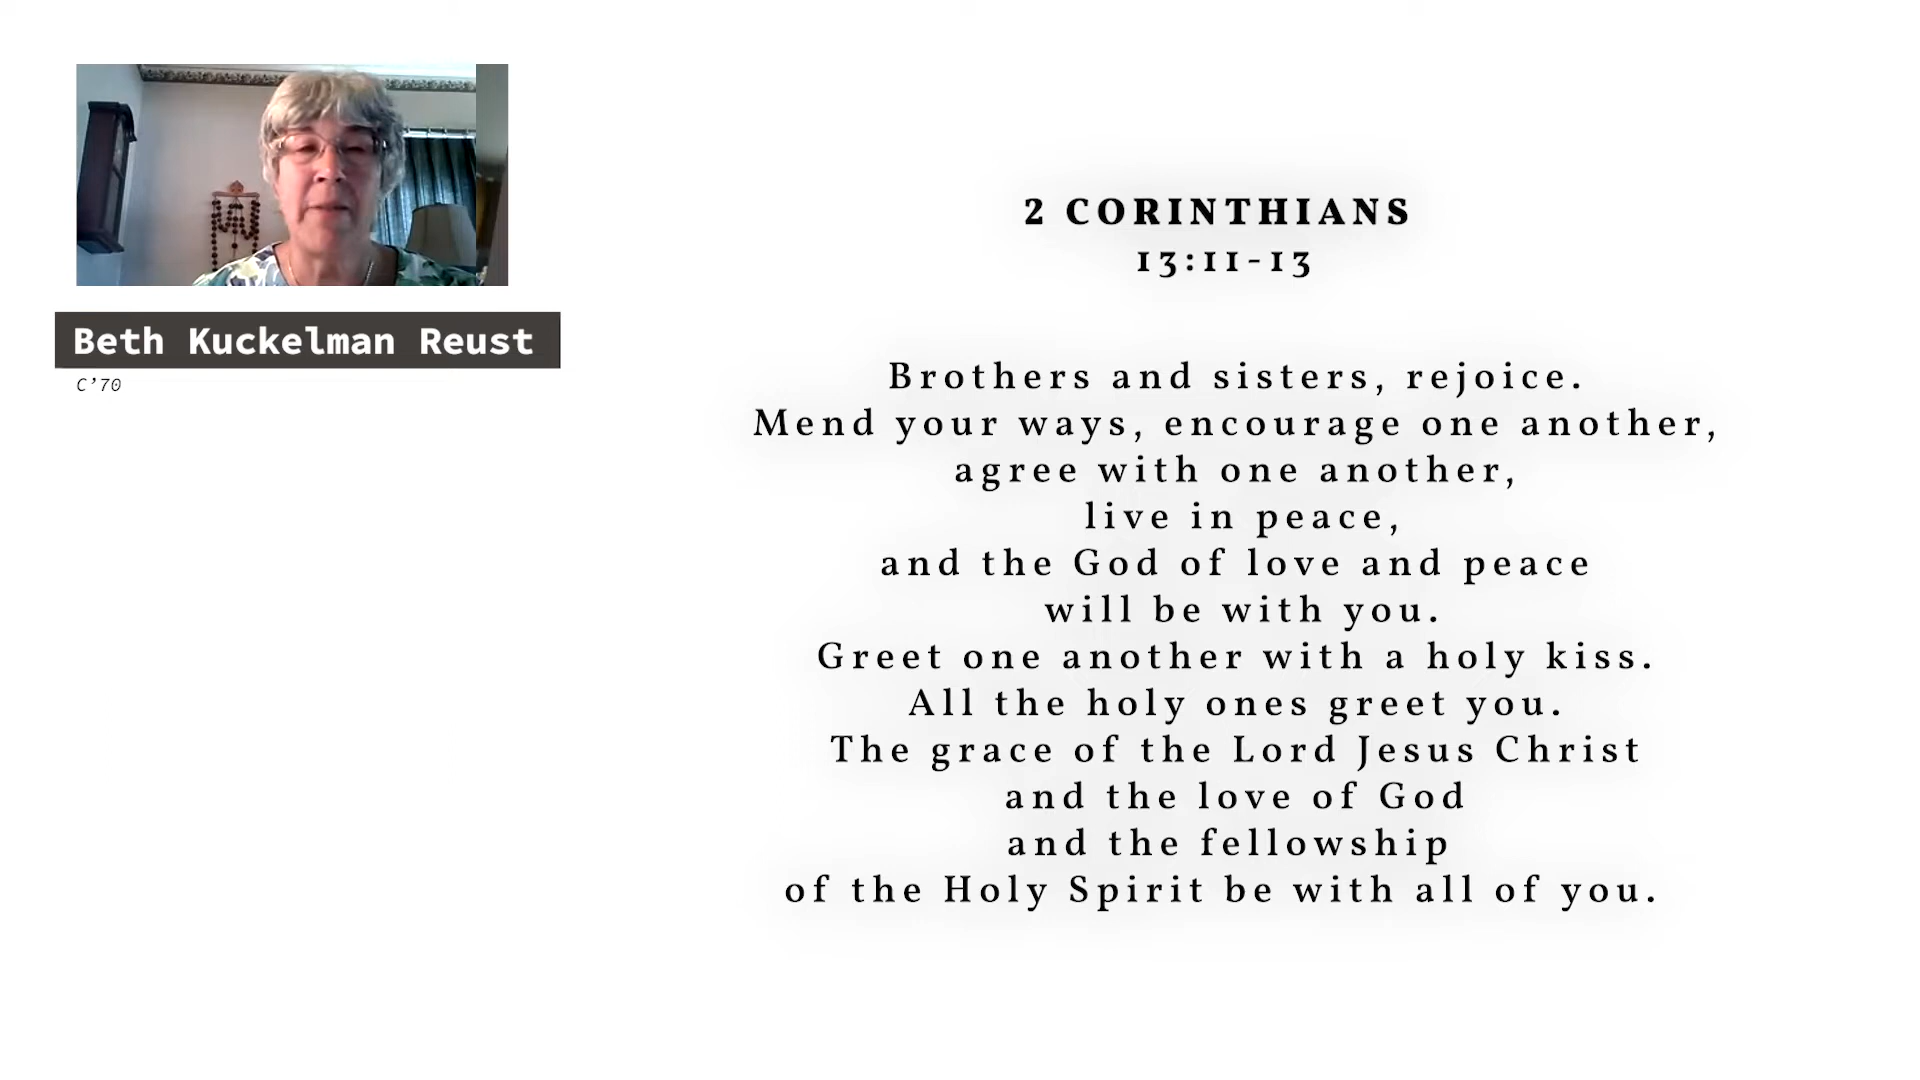 Beth Kuckelman Reust
C'70
2 CORINTHIANS
13:11-13
Brothers and sisters, rejoice.
Mend your ways, encourage one another,
agree with one another,
live in peace,
and the God of love and peace
will be with you.
Greet one another with a holy kiss.
All the holy ones greet you.
The grace of the Lord Jesus Christ
and the love of God
and the fellowship
of the Holy Spirit be with all of you.